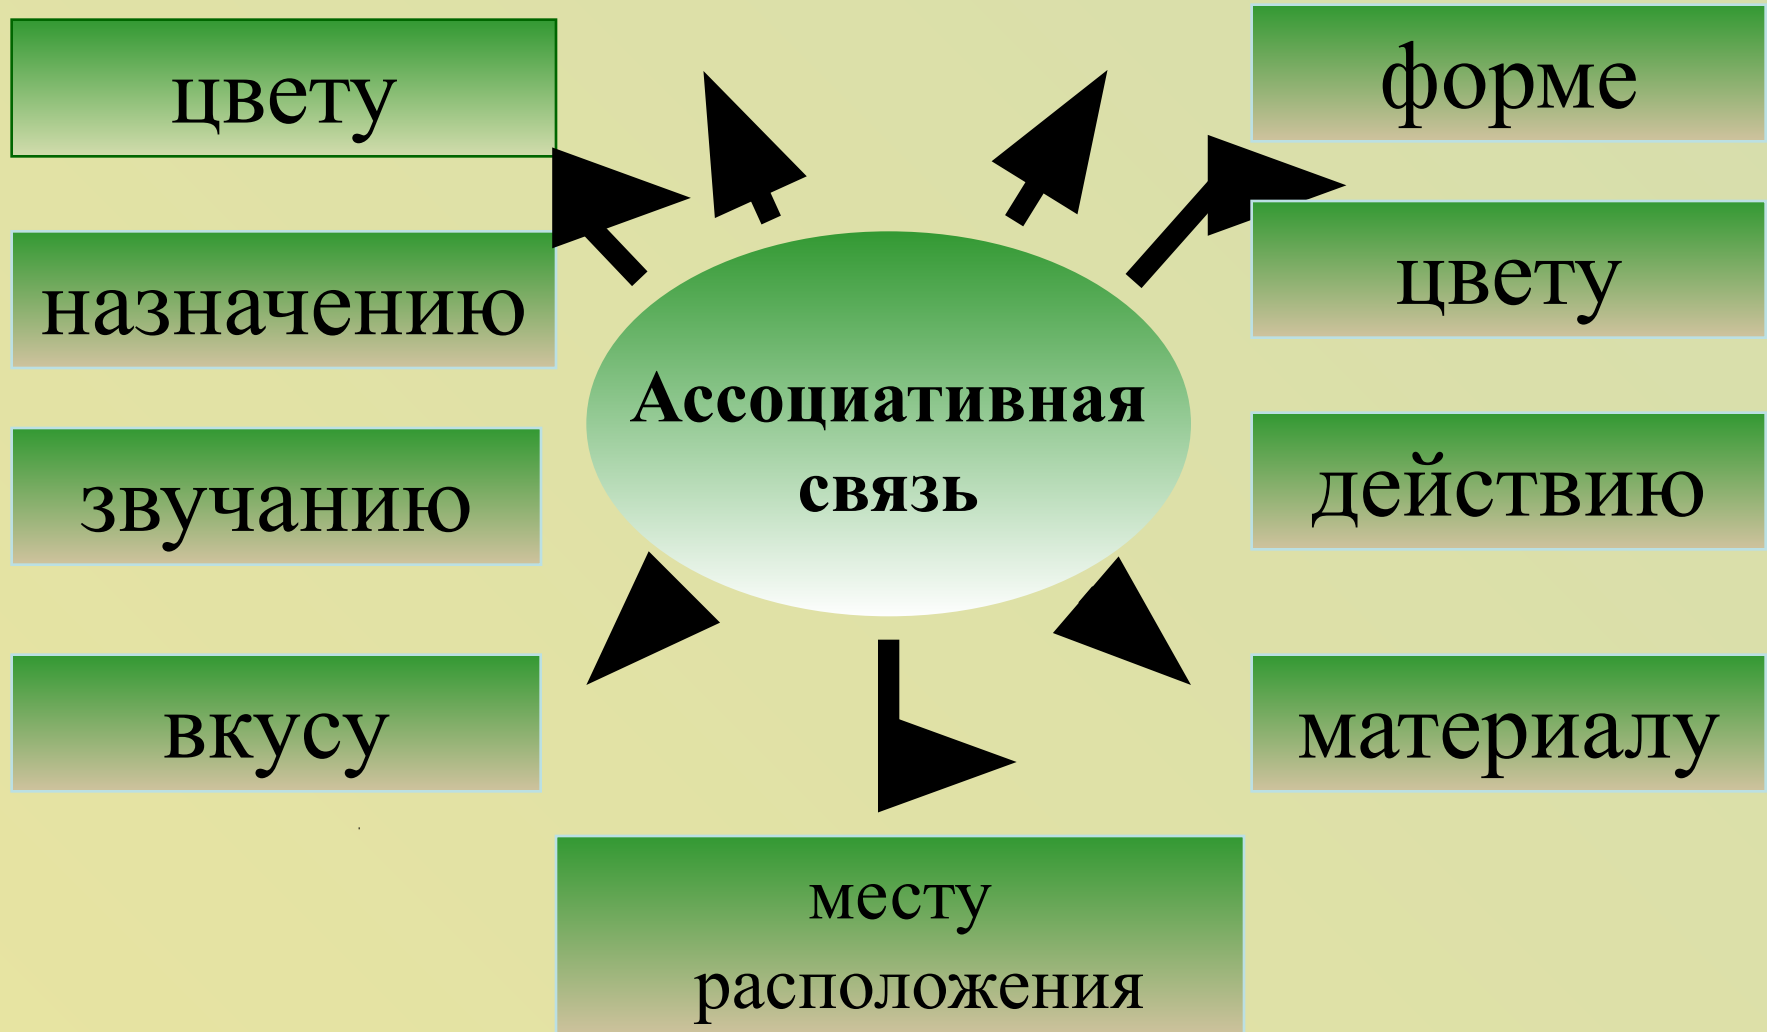 цвету
форме
назначению
цвету
Ассоциативная
связь
звучанию
действию
вкусу
материалу
месту
расположения